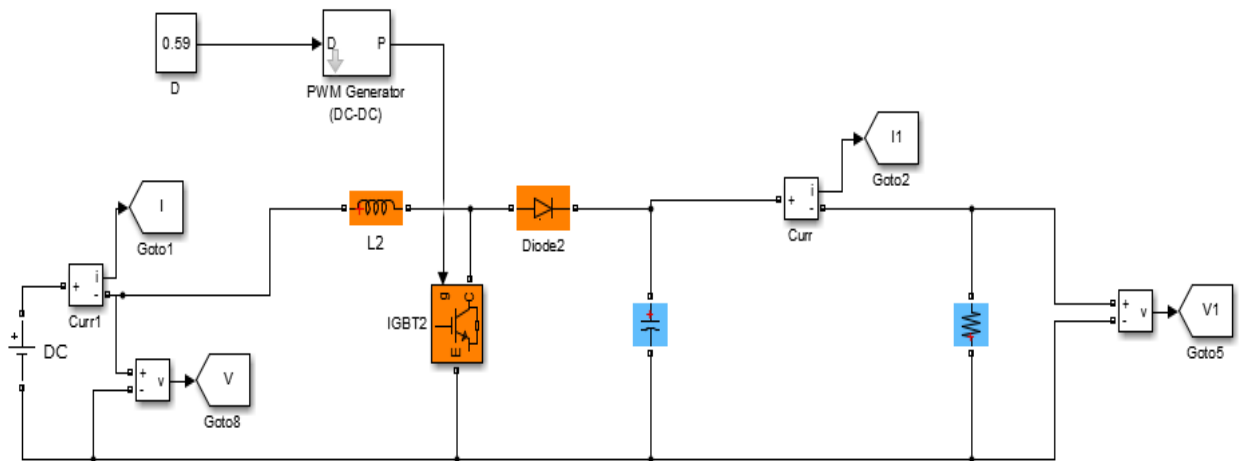 0.59
D
D
P
PWM Generator
(DC-DC)
I
Goto1
I1
Goto2
i
+
-
Curr
L2
Diode2
i
+
-
Curr1
g
C
E
IGBT2
+
DC
+
-
v
V
Goto8
+
-
v
V1
Goto5